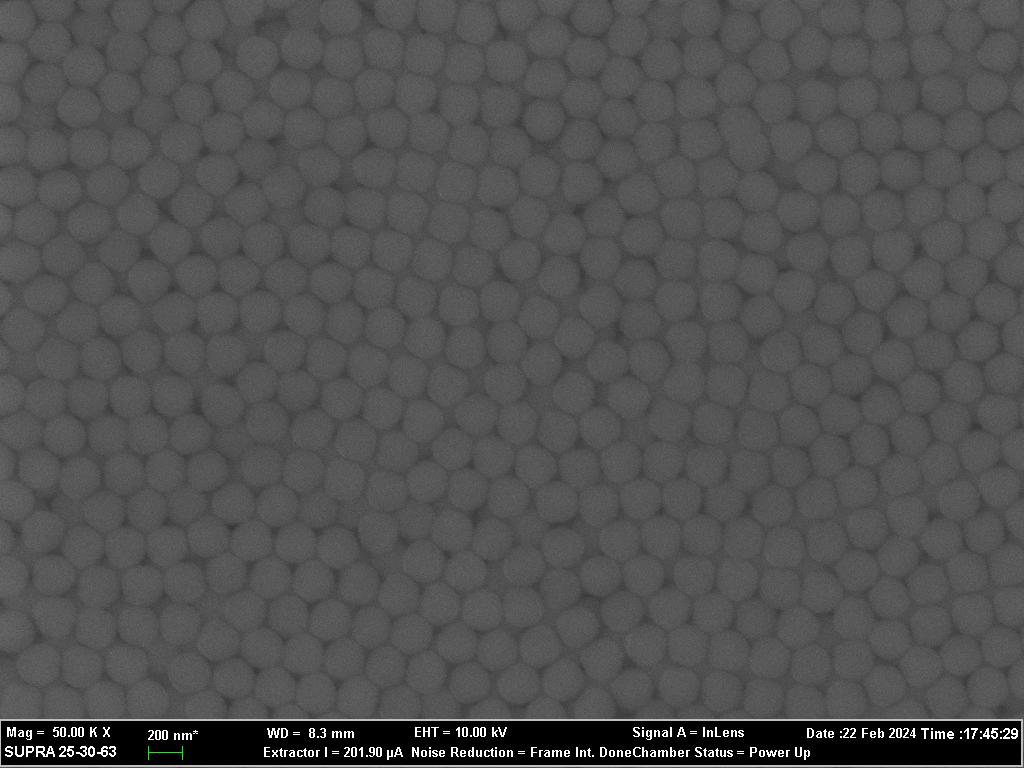 Mag = 50.00 K X 200 nm* WD = 8.3 mm EHT = 10.00 kV Signal A = InLens Date :22 Feb 2024 Time :17:45:29
SUPRA 25-30-63 Extractor I = 201.90 µA Noise Reduction = Frame Int. Done Chamber Status = Power Up